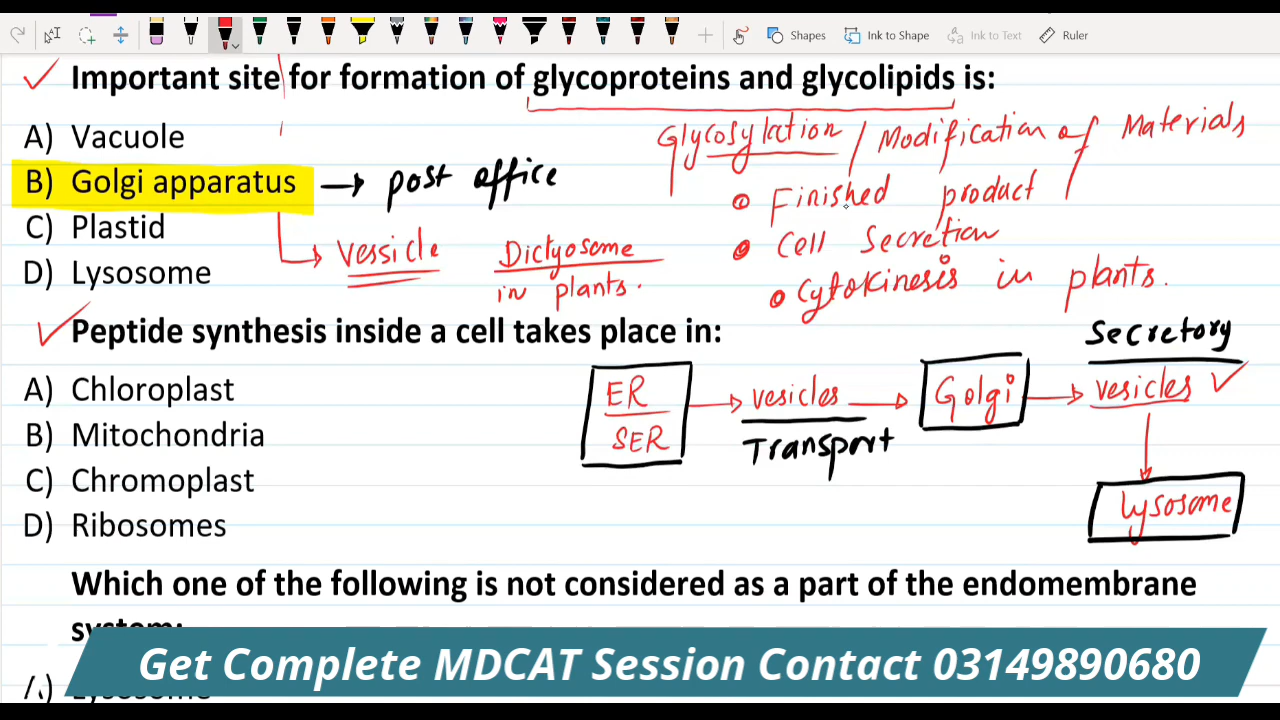 Shapes Ink to Shape Ink to Text Ruler
Important site for formation of glycoproteins and glycolipids is:
A) Vacuole
Glycosylation / Modification of Materials
B) Golgi apparatus → post office
Finished product
C) Plastid
Cell Secretion
vessicle Dictyosome
in plants.
D) Lysosome
Cytokinesis in plants.
Peptide synthesis inside a cell takes place in:
Secretory
A) Chloroplast
ER → vesicles → Golgi → vesicles ✓
SER
Transport
B) Mitochondria
C) Chromoplast
Lysosome
D) Ribosomes
Which one of the following is not considered as a part of the endomembrane
system:
Get Complete MDCAT Session Contact 03149890680
A) Lysosome